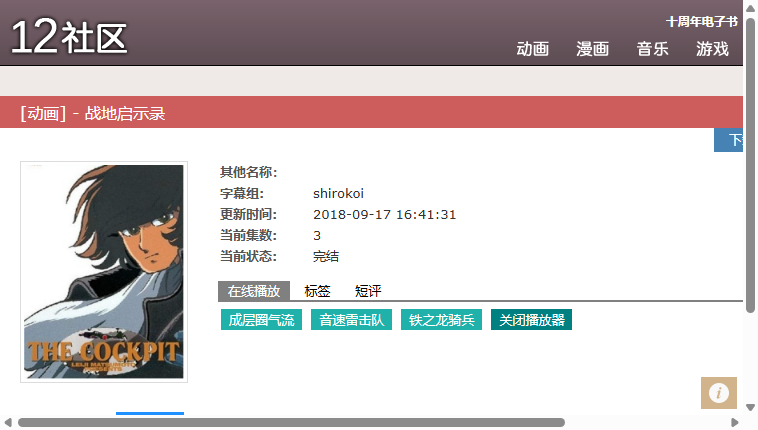 12社区
十周年电子书
动画 漫画 音乐 游戏
[动画] - 战地启示录
其他名称:
字幕组: shirokoi
更新时间: 2018-09-17 16:41:31
当前集数: 3
当前状态: 完结
在线播放 标签 短评
成层圈气流 音速雷击队 铁之龙骑兵 关闭播放器
THE COCKPIT